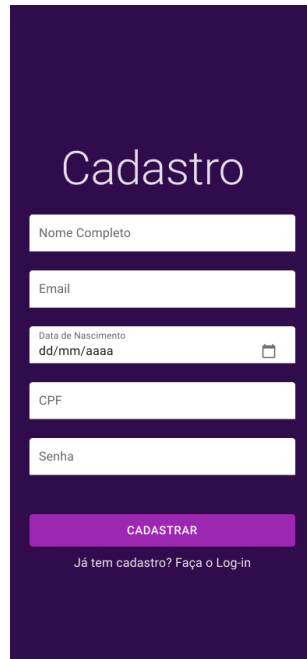 Cadastro
Nome Completo
Email
Data de Nascimento
dd/mm/aaaa
CPF
Senha
CADASTRAR
Já tem cadastro? Faça o Log-in